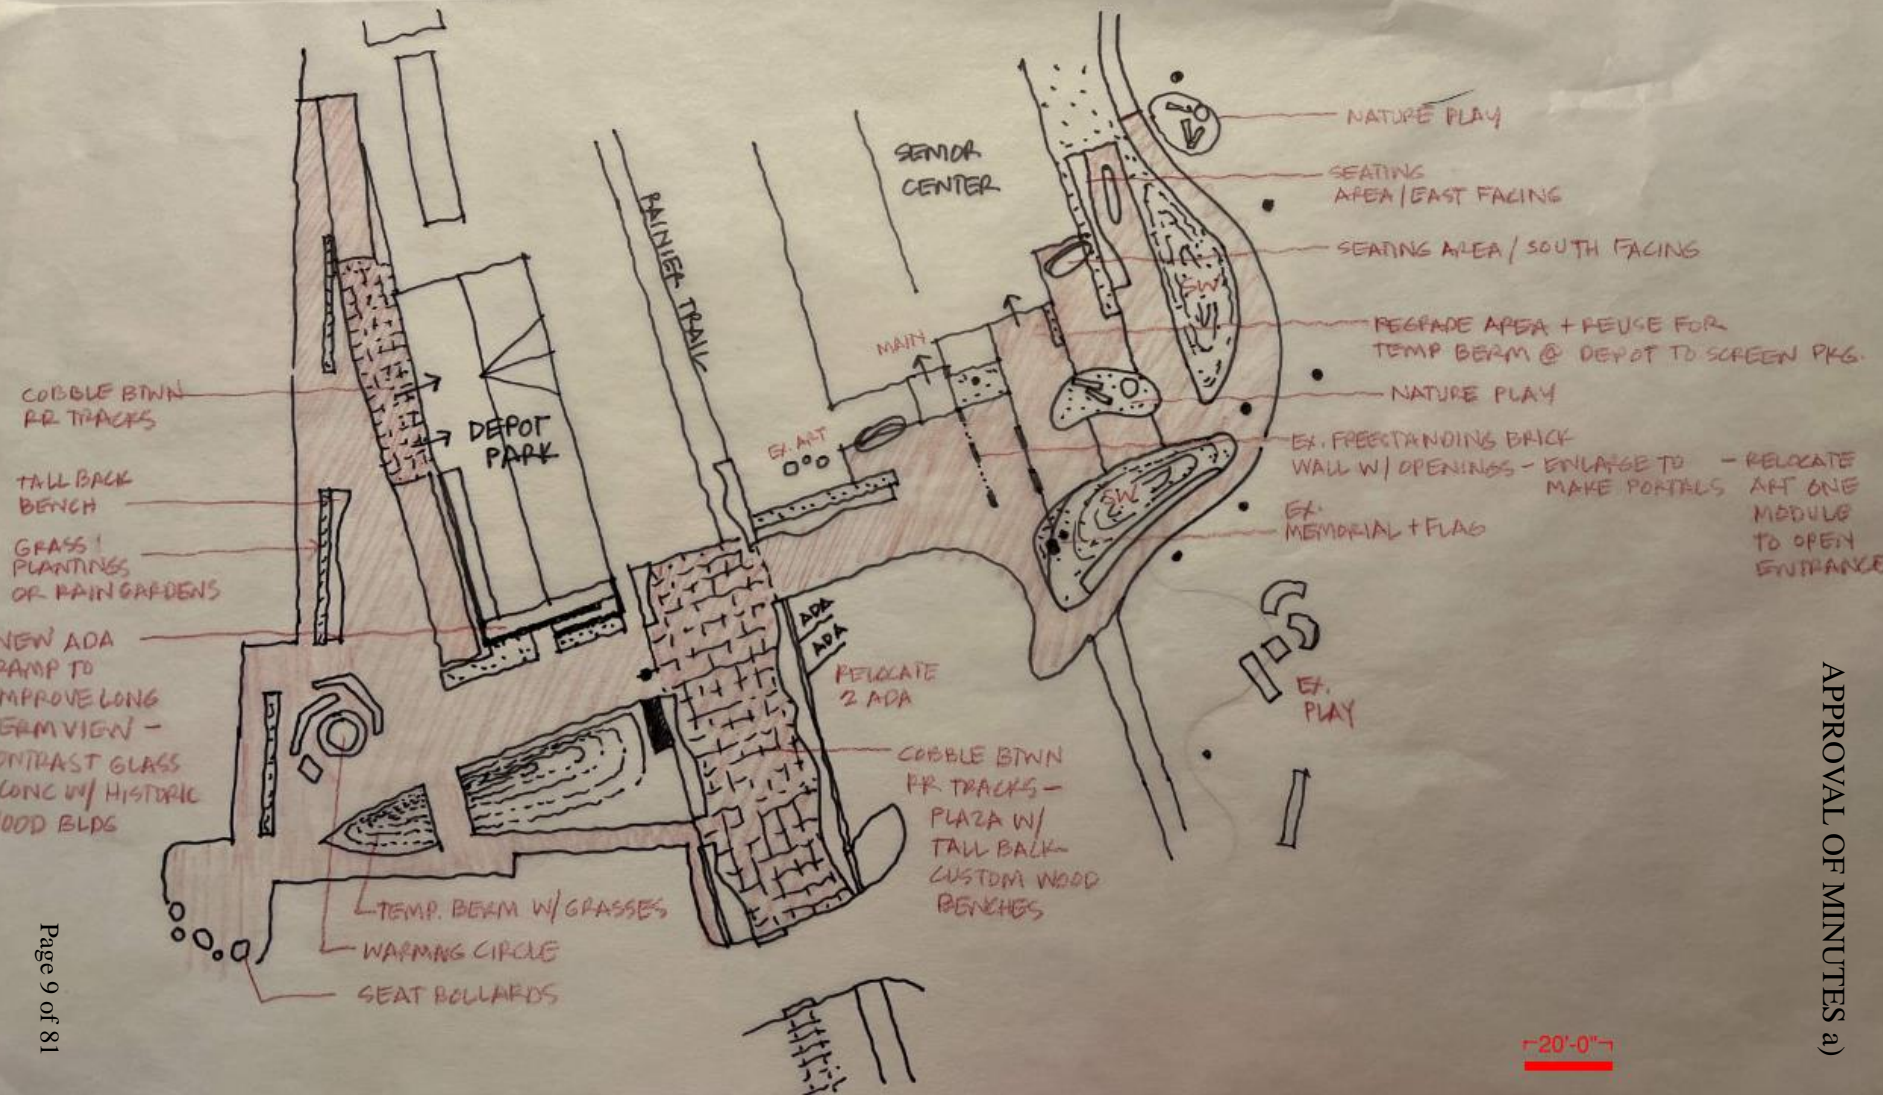 NATURE PLAY
SEATING
AREA/EAST FACING
SEATING AREA / SOUTH FACING
REGRADE AREA + REUSE FOR
TEMP BERM @ DEPOT TO SCREEN PKG.
NATURE PLAY
EX. FREESTANDING BRICK
WALL W/ OPENINGS - ENLARGE TO
MAKE PORTALS
- RELOCATE
ART ONE
MODULE
TO OPEN
ENTRANCE
EX.
MEMORIAL + FLAG
SENIOR
CENTER
RAINIER TRAIL
MAIN
EX. ART
SW
SW
DEPOT
PARK
COBBLE BTWN
RR TRACKS
TALL BACK
BENCH
GRASS
PLANTINGS
OR RAINGARDENS
NEW ADA
RAMP TO
MPROVE LONG
ERM VIEW -
ONTRAST GLASS
CONC W/ HISTORIC
OOD BLDG
ADA
ADA
RELOCATE
2 ADA
EX.
PLAY
COBBLE BTWN
RR TRACKS -
PLAZA W/
TALL BACK
CUSTOM WOOD
BENCHES
TEMP. BERM W/ GRASSES
WARMING CIRCLE
SEAT BOLLARDS
20'-0"
APPROVAL OF MINUTES a)
Page 9 of 81